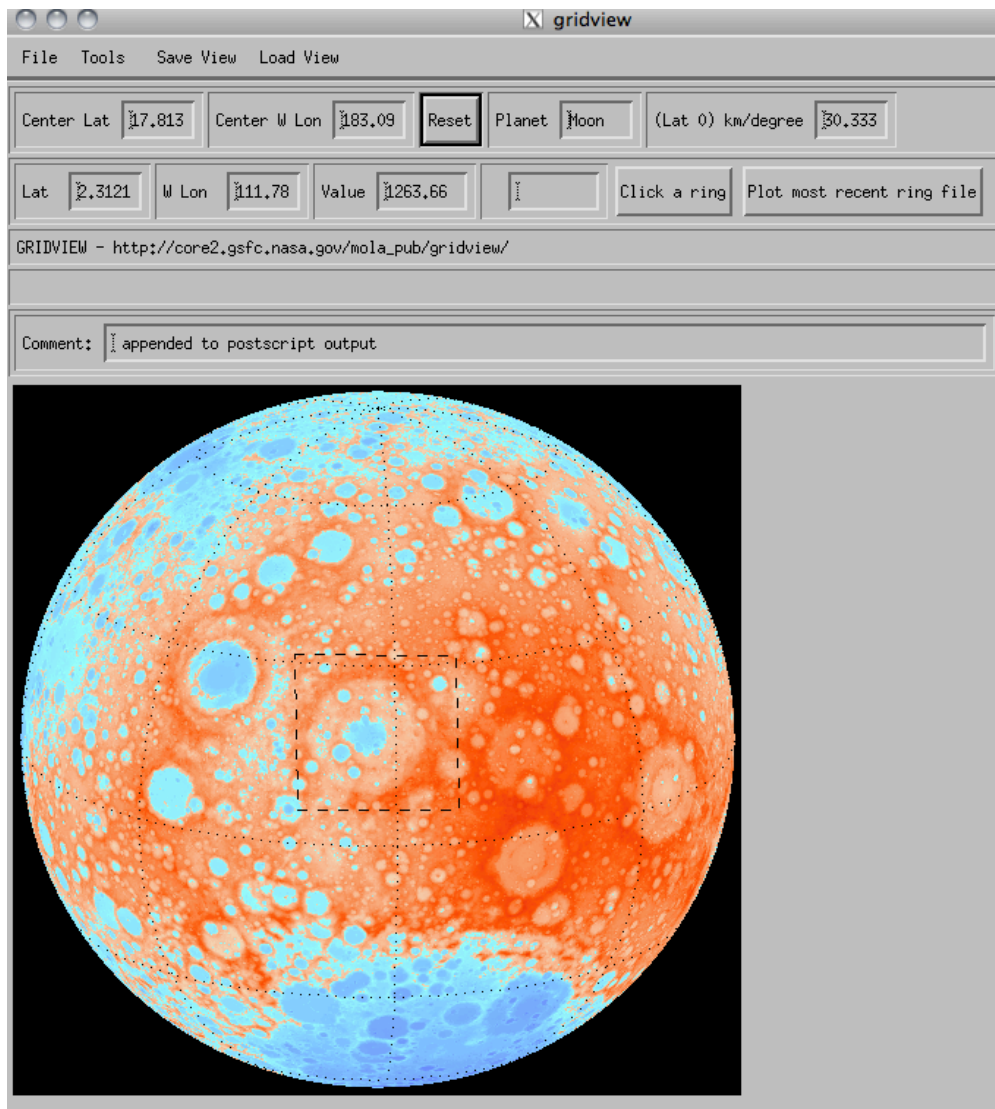 X gridview
File Tools Save View Load View
Center Lat 17.813 Center W Lon 183.09 Reset Planet Moon (Lat 0) km/degree 30.333
Lat 2.3121 W Lon 111.78 Value 1263.66 Click a ring Plot most recent ring file
GRIDVIEW - http://core2.gsfc.nasa.gov/mola_pub/gridview/
Comment: appended to postscript output